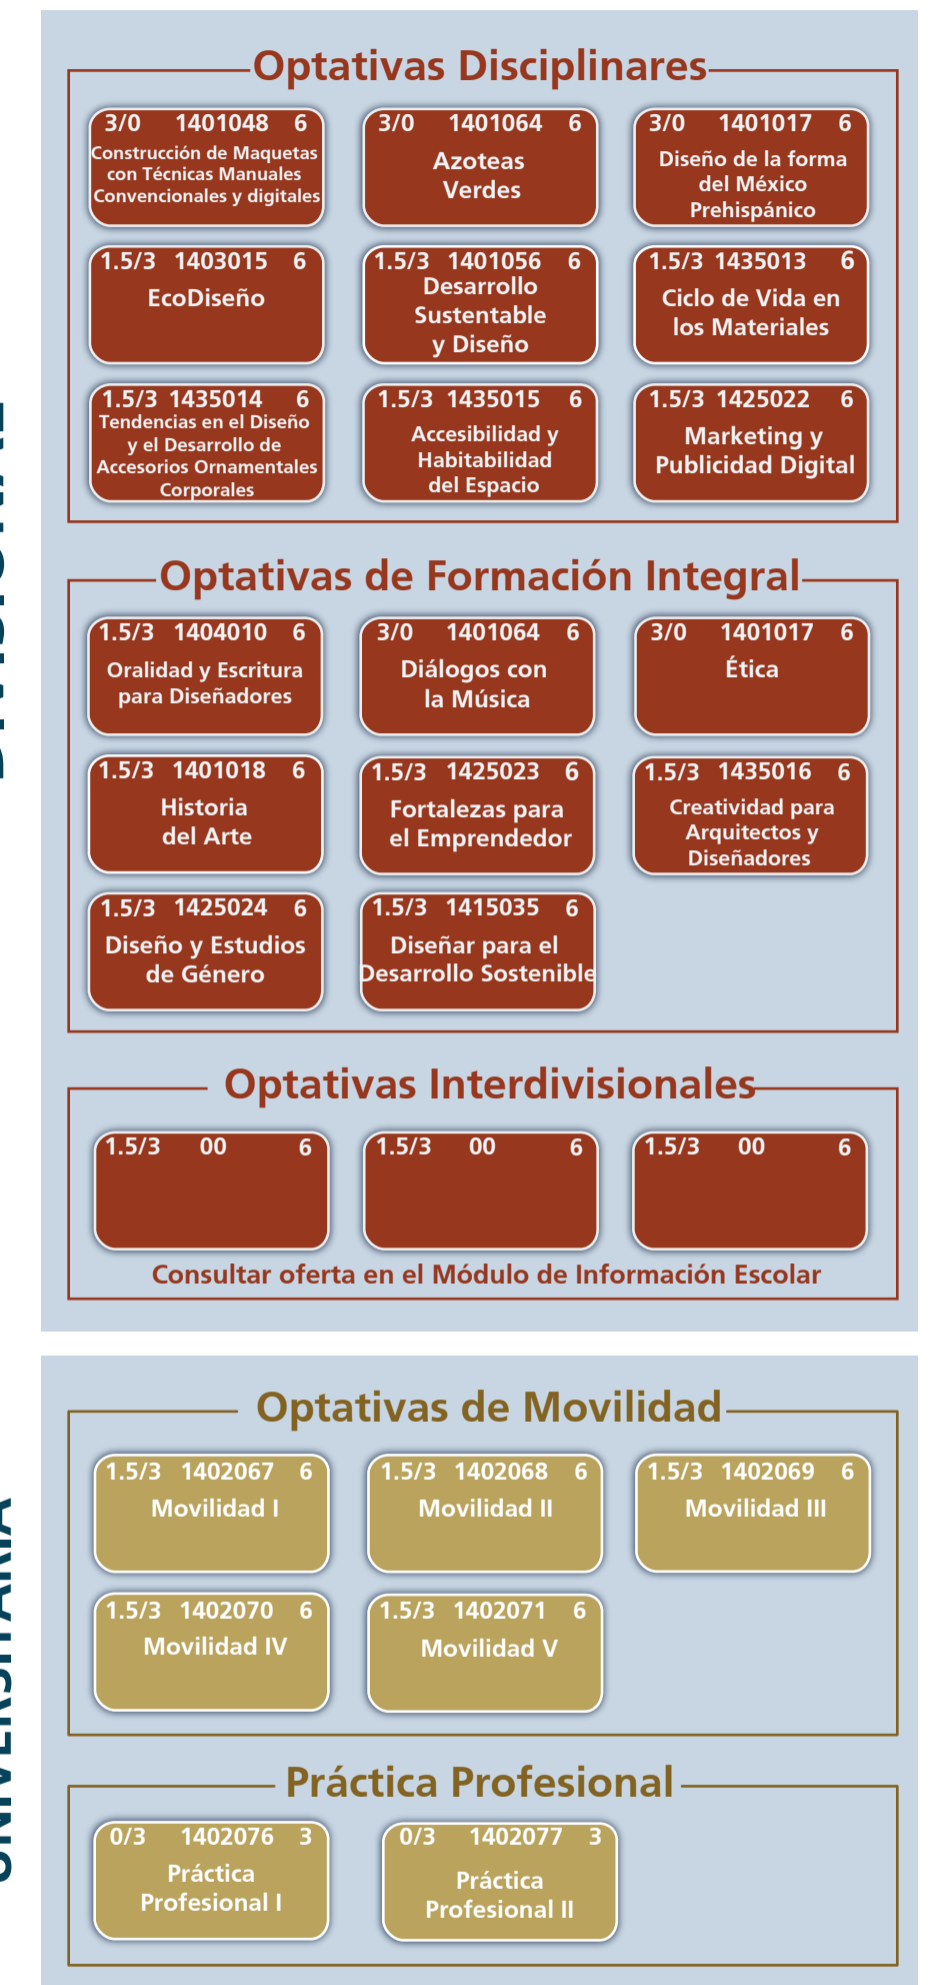 Optativas Disciplinares
3/0 1401048 6
Construcción de Maquetas
con Técnicas Manuales
Convencionales y digitales
3/0 1401064 6
Azoteas
Verdes
3/0 1401017 6
Diseño de la forma
del México
Prehispánico
1.5/3 1403015 6
EcoDiseño
1.5/3 1401056 6
Desarrollo
Sustentable
y Diseño
1.5/3 1435013 6
Ciclo de Vida en
los Materiales
1.5/3 1435014 6
Tendencias en el Diseño
y el Desarrollo de
Accesorios Ornamentales
Corporales
1.5/3 1435015 6
Accesibilidad y
Habitabilidad
del Espacio
1.5/3 1425022 6
Marketing y
Publicidad Digital
Optativas de Formación Integral
1.5/3 1404010 6
Oralidad y Escritura
para Diseñadores
3/0 1401064 6
Diálogos con
la Música
3/0 1401017 6
Ética
1.5/3 1401018 6
Historia
del Arte
1.5/3 1425023 6
Fortalezas para
el Emprendedor
1.5/3 1435016 6
Creatividad para
Arquitectos y
Diseñadores
1.5/3 1425024 6
Diseño y Estudios
de Género
1.5/3 1415035 6
Diseñar para el
Desarrollo Sostenible
Optativas Interdivisionales
1.5/3 00 6
1.5/3 00 6
1.5/3 00 6
Consultar oferta en el Módulo de Información Escolar
Optativas de Movilidad
1.5/3 1402067 6
Movilidad I
1.5/3 1402068 6
Movilidad II
1.5/3 1402069 6
Movilidad III
1.5/3 1402070 6
Movilidad IV
1.5/3 1402071 6
Movilidad V
Práctica Profesional
0/3 1402076 3
Práctica
Profesional I
0/3 1402077 3
Práctica
Profesional II